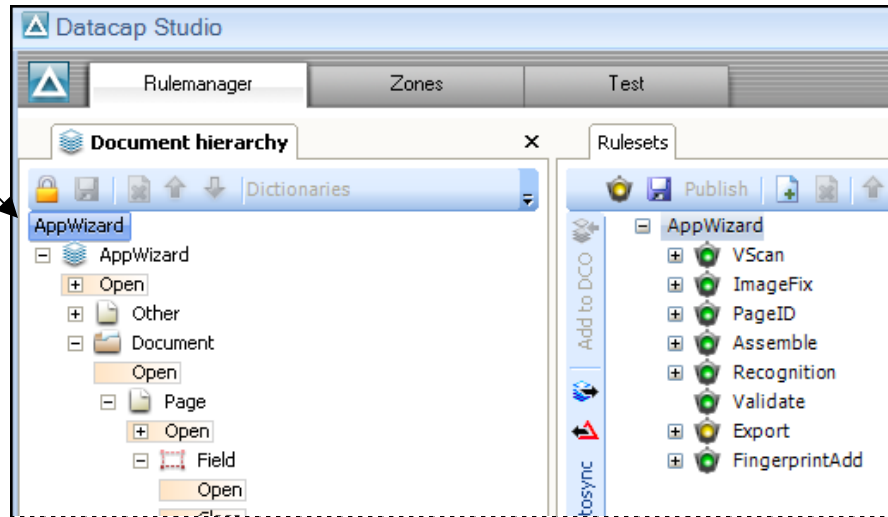 Datacap Studio
Rulemanager Zones Test
Document hierarchy
Dictionaries
AppWizard
AppWizard
Open
Other
Document
Open
Page
Open
Field
Open
Rulesets
Publish
Add to DCO
AppWizard
VScan
ImageFix
PageID
Assemble
Recognition
Validate
Export
FingerprintAdd